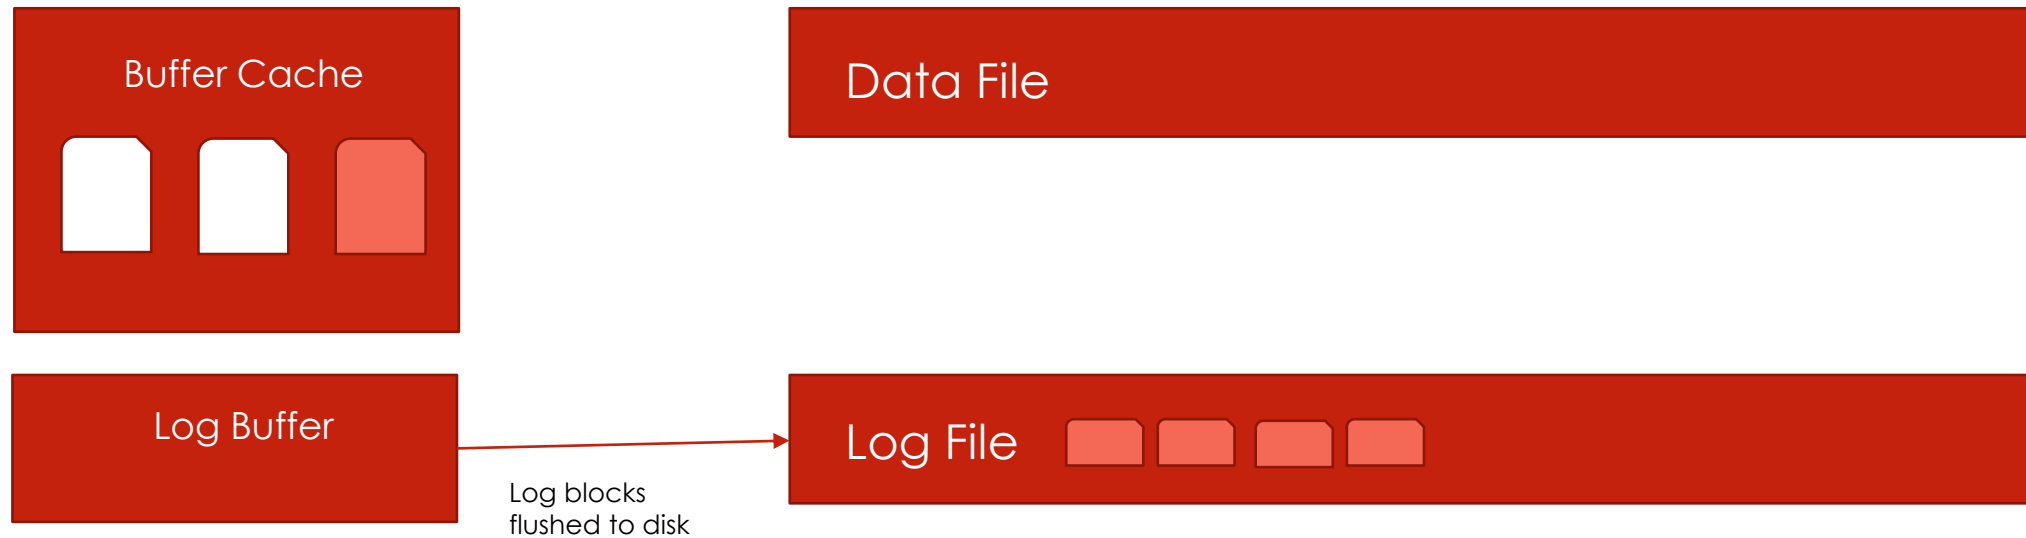 Buffer Cache
Data File
Log Buffer
Log File
Log blocks
flushed to disk